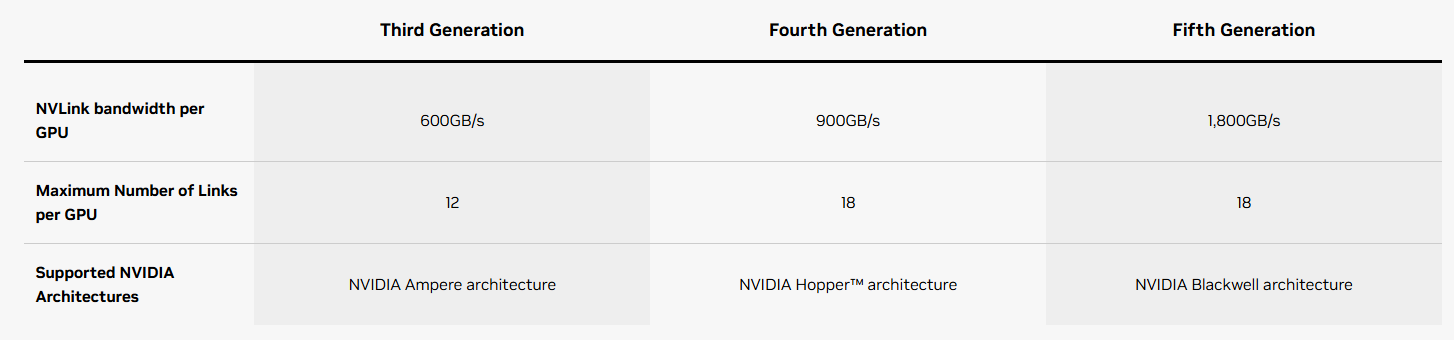 Third Generation
Fourth Generation
Fifth Generation
NVLink bandwidth per
GPU
600GB/s
900GB/s
1,800GB/s
Maximum Number of Links
per GPU
12
18
18
Supported NVIDIA
Architectures
NVIDIA Ampere architecture
NVIDIA Hopper™ architecture
NVIDIA Blackwell architecture